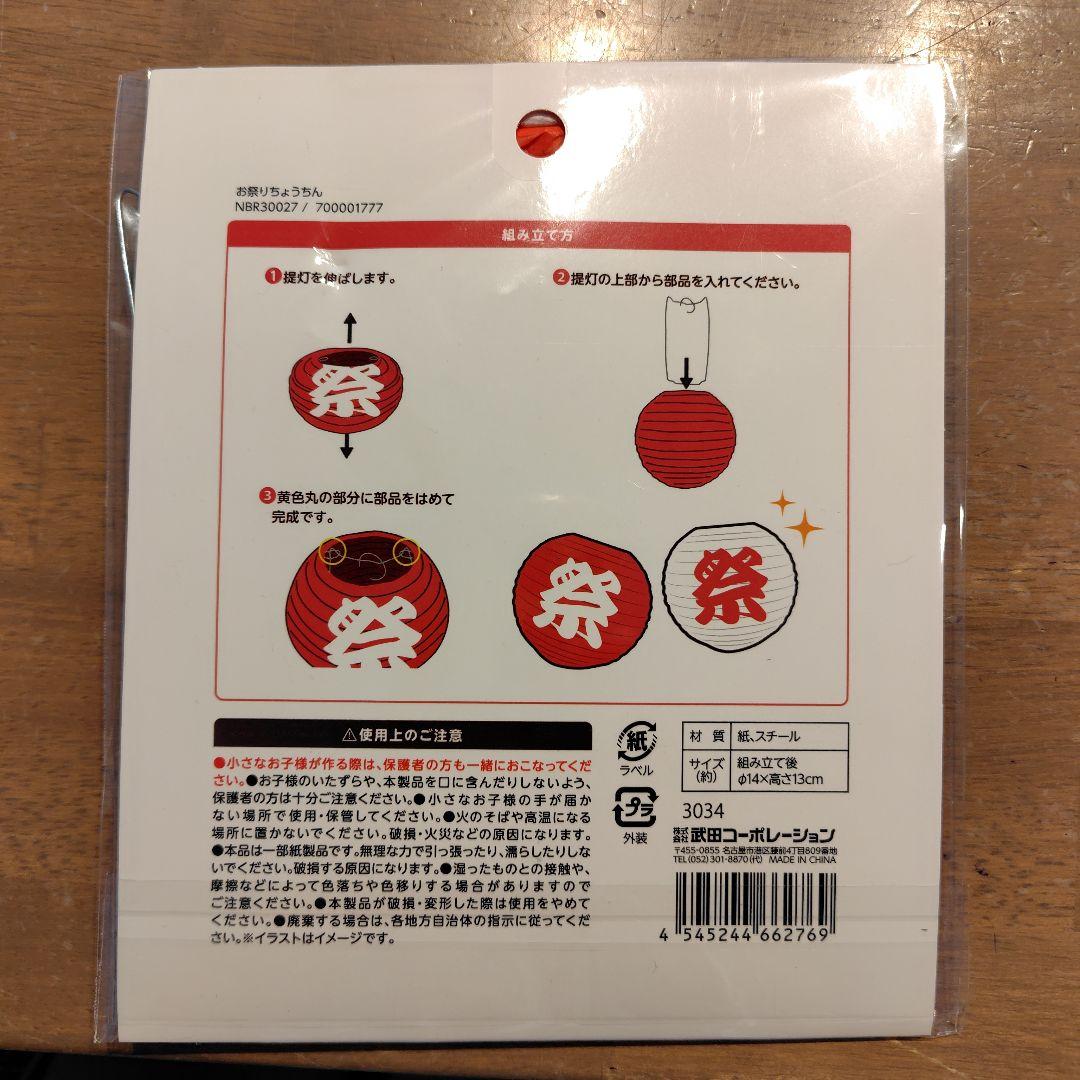 お祭りちょうちん
NBR30027 / 700001777
組み立て方
1 提灯を伸ばします。
2 提灯の上部から部品を入れてください。
祭
3 黄色丸の部分に部品をはめて
完成です。
祭
祭
祭
⚠使用上のご注意
●小さなお子様が作る際は、保護者の方も一緒におこなってくだ
さい。●お子様のいたずらや、本製品を口に含んだりしないよう、
保護者の方は十分ご注意ください。●小さなお子様の手が届か
ない場所で使用・保管してください。●火のそばや高温になる
場所に置かないでください。破損・火災などの原因になります。
●本品は一部紙製品です。無理な力で引っ張ったり、濡らしたりしな
いでください。破損する原因になります。●湿ったものとの接触や、
摩擦などによって色落ちや色移りする場合がありますので
ご注意ください。●本製品が破損・変形した際は使用をやめて
ください。●廃棄する場合は、各地方自治体の指示に従ってくだ
さい。※イラストはイメージです。
紙
ラベル
プラ
外装
材 質 紙、スチール
サイズ(約) 組み立て後
φ14×高さ13cm
3034
株式会社 武田コーポレーション
〒455-0855 名古屋市港区藤前4丁目809番地
TEL(052)301-8870(代) MADE IN CHINA
4 545244 662769